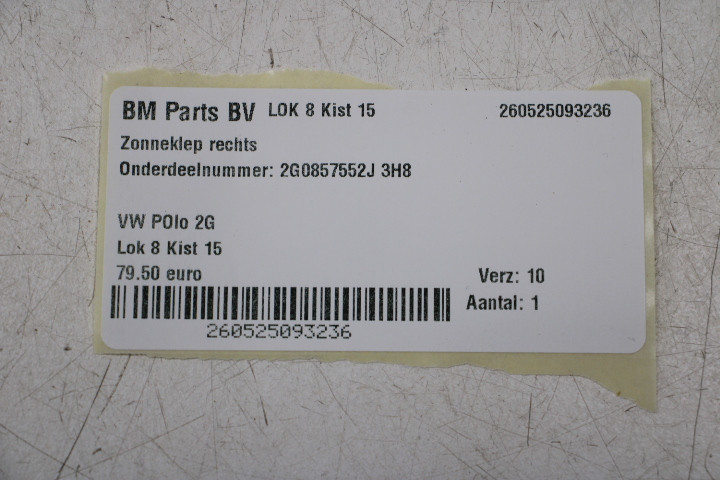 BM Parts BV LOK 8 Kist 15 260525093236
Zonneklep rechts
Onderdeelnummer: 2G0857552J 3H8
VW POlo 2G
Lok 8 Kist 15
79.50 euro Verz: 10
Aantal: 1
260525093236